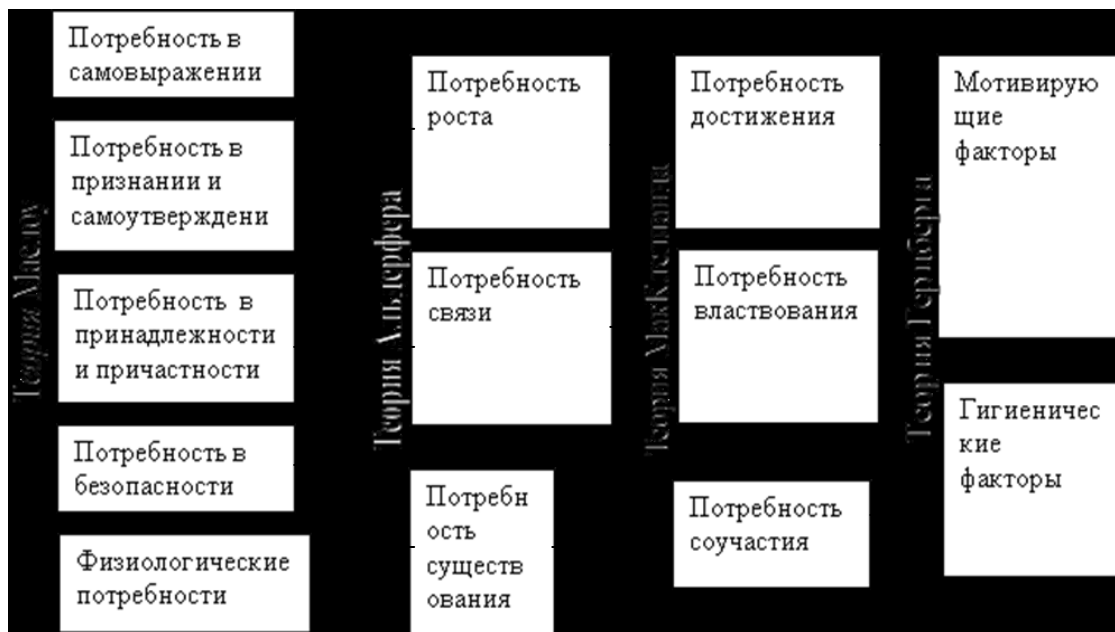 Теория Маслоу
Потребность в
самовыражении
Потребность в
признании и
самоутверждени
Потребность в
принадлежности
и причастности
Потребность в
безопасности
Физиологические
потребности
Теория Альдерфера
Потребность
роста
Потребность
связи
Потребн
ость
существ
ования
Теория МакКлелланда
Потребность
достижения
Потребность
властвования
Потребность
соучастия
Теория Герцберга
Мотивирую
щие
факторы
Гигиеничес
кие
факторы